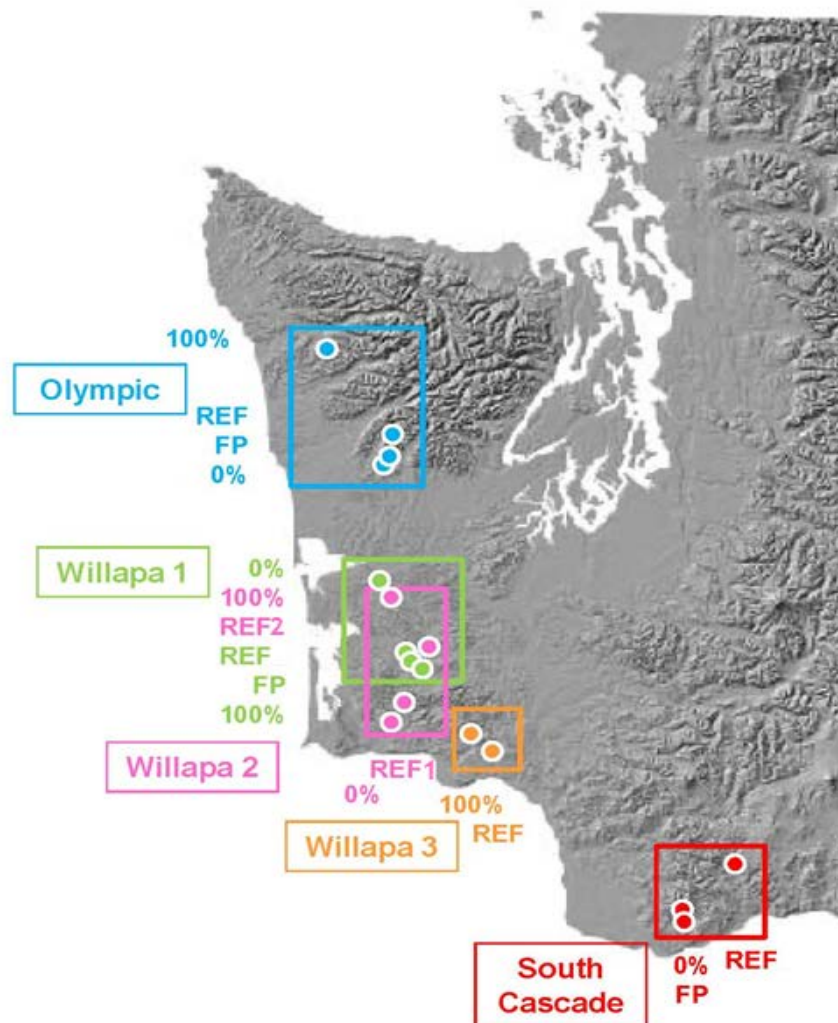 100%
Olympic
REF
FP
0%
Willapa 1
0%
100%
REF2
REF
FP
100%
Willapa 2
REF1
0%
100%
Willapa 3
REF
South
Cascade
0%
REF
FP